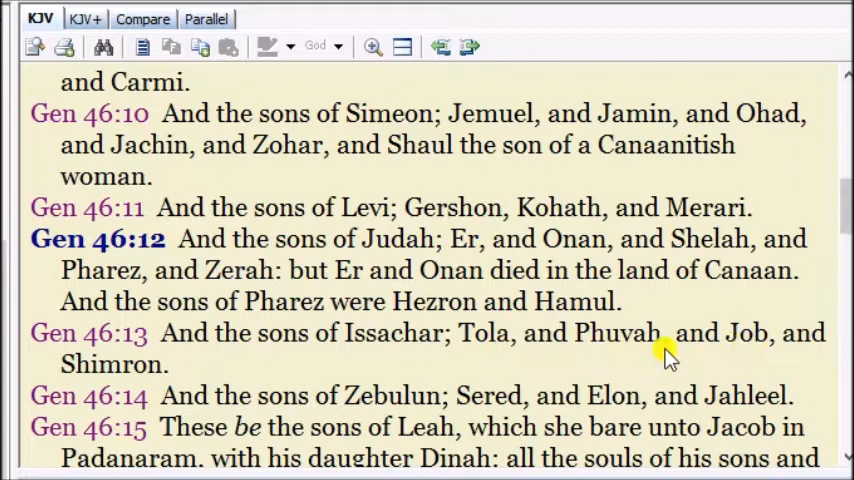 KJV KJV+ Compare Parallel
God
and Carmi.
Gen 46:10 And the sons of Simeon; Jemuel, and Jamin, and Ohad,
and Jachin, and Zohar, and Shaul the son of a Canaanitish
woman.
Gen 46:11 And the sons of Levi; Gershon, Kohath, and Merari.
Gen 46:12 And the sons of Judah; Er, and Onan, and Shelah, and
Pharez, and Zerah: but Er and Onan died in the land of Canaan.
And the sons of Pharez were Hezron and Hamul.
Gen 46:13 And the sons of Issachar; Tola, and Phuvah, and Job, and
Shimron.
Gen 46:14 And the sons of Zebulun; Sered, and Elon, and Jahleel.
Gen 46:15 These be the sons of Leah, which she bare unto Jacob in
Padanaram, with his daughter Dinah: all the souls of his sons and